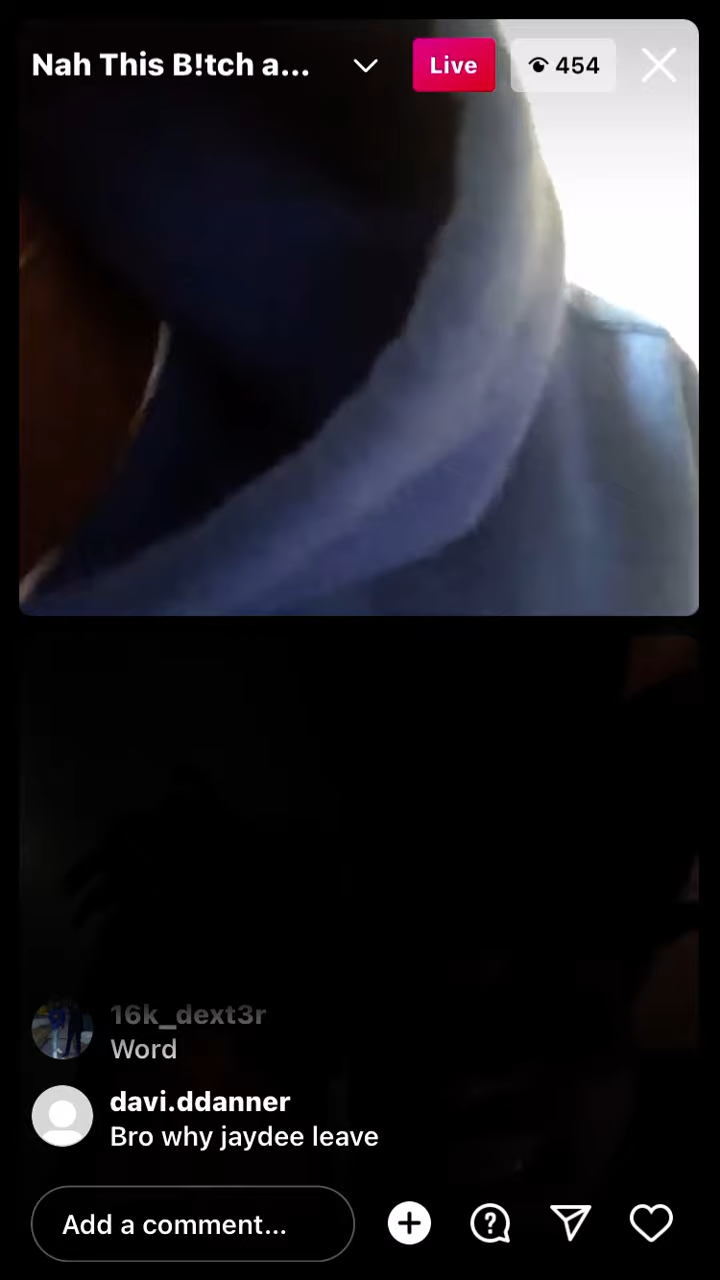 Nah This B!tch a...
Live
454
16k_dext3r
Word
davi.ddanner
Bro why jaydee leave
Add a comment...